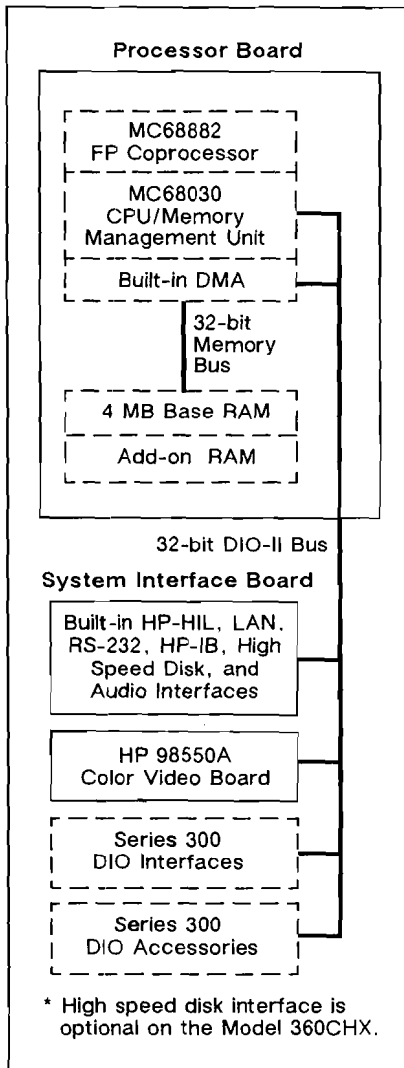 Processor Board
MC68882
FP Coprocessor
MC68030
CPU/Memory
Management Unit
Built-in DMA
32-bit
Memory
Bus
4 MB Base RAM
Add-on RAM
32-bit DIO-II Bus
System Interface Board
Built-in HP-HIL, LAN,
RS-232, HP-IB, High
Speed Disk, and
Audio Interfaces
HP 98550A
Color Video Board
Series 300
DIO Interfaces
Series 300
DIO Accessories
* High speed disk interface is
optional on the Model 360CHX.